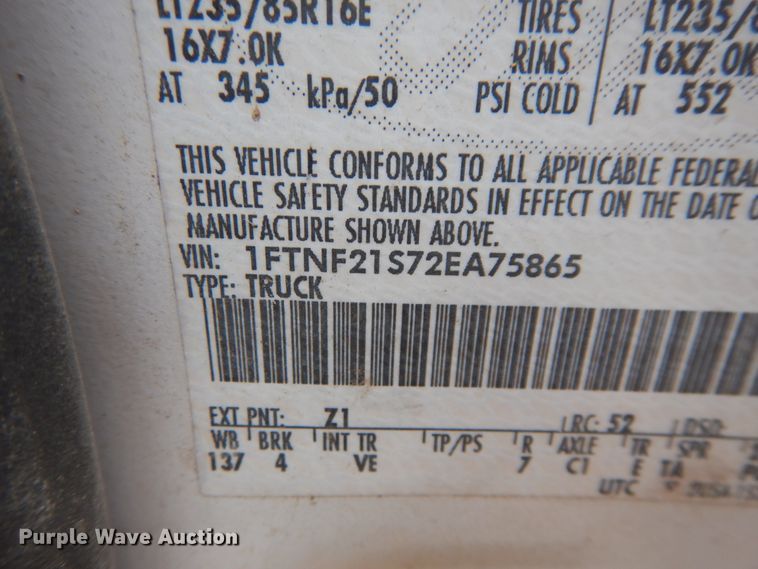 LT235/85R16E TIRES LT235/8
16X7.0K RIMS 16X7.0K
AT 345 kPa/50 PSI COLD AT 552
THIS VEHICLE CONFORMS TO ALL APPLICABLE FEDERAL
VEHICLE SAFETY STANDARDS IN EFFECT ON THE DATE O
MANUFACTURE SHOWN ABOVE.
VIN: 1FTNF21S72EA75865
TYPE: TRUCK
EXT PNT: Z1 RC: 52 DSO:
WB BRK INT TR TP/PS R AXLE TR SPR
137 4 VE 7 C1 E TA
UTC
Purple Wave Auction